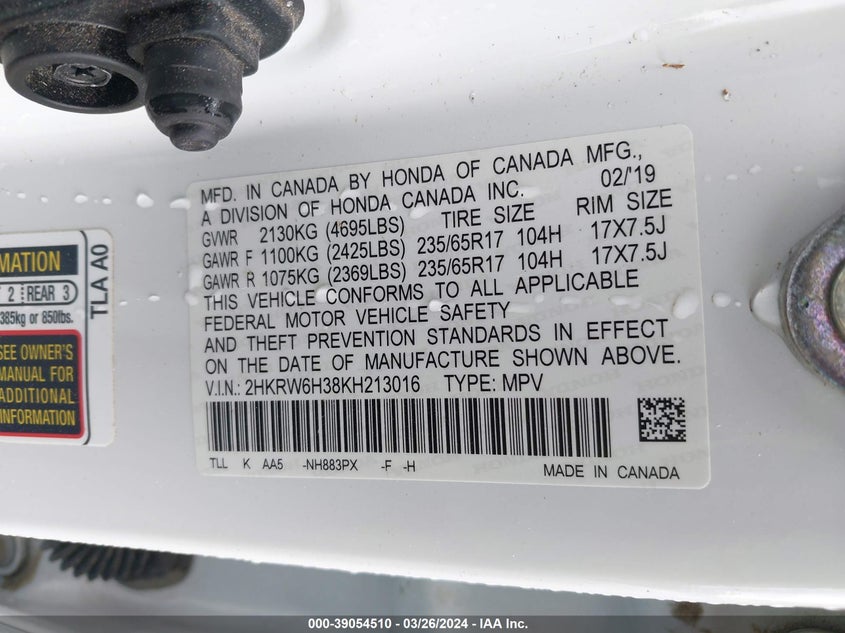 MFD. IN CANADA BY HONDA OF CANADA MFG.,
A DIVISION OF HONDA CANADA INC. 02/'19
GVWR 2130KG (4695LBS) TIRE SIZE RIM SIZE
GAWR F 1100KG (2425LBS) 235/65R17 104H 17X7.5J
GAWR R 1075KG (2369LBS) 235/65R17 104H 17X7.5J
THIS VEHICLE CONFORMS TO ALL APPLICABLE
FEDERAL MOTOR VEHICLE SAFETY
AND THEFT PREVENTION STANDARDS IN EFFECT
ON THE DATE OF MANUFACTURE SHOWN ABOVE.
V.I.N.: 2HKRW6H38KH213016 TYPE: MPV
TLL K AA5 -NH883PX -F -H
MADE IN CANADA
MATION
2 REAR 3
385kg or 850lbs.
SEE OWNER'S
MANUAL FOR
ADDITIONAL
INFORMATION
TLA A0
000-39054510 — 03/26/2024 — IAA Inc.